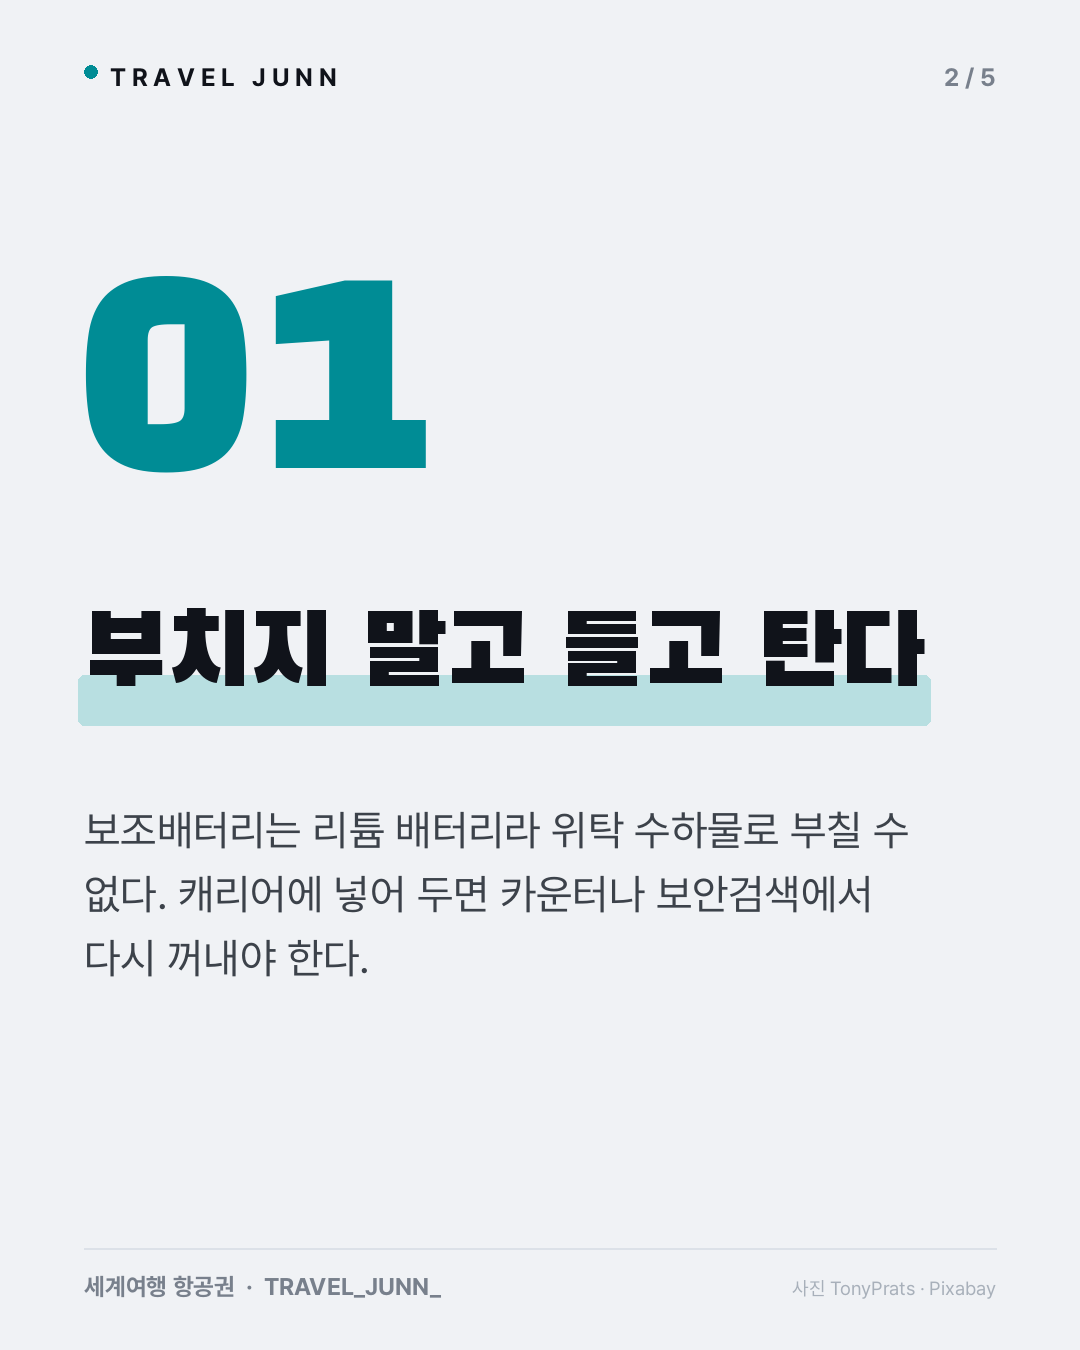 TRAVEL JUNN
2 / 5
01
부치지 말고 들고 탄다
보조배터리는 리튬 배터리라 위탁 수하물로 부칠 수
없다. 캐리어에 넣어 두면 카운터나 보안검색에서
다시 꺼내야 한다.
세계여행 항공권 · TRAVEL_JUNN_
사진 TonyPrats · Pixabay